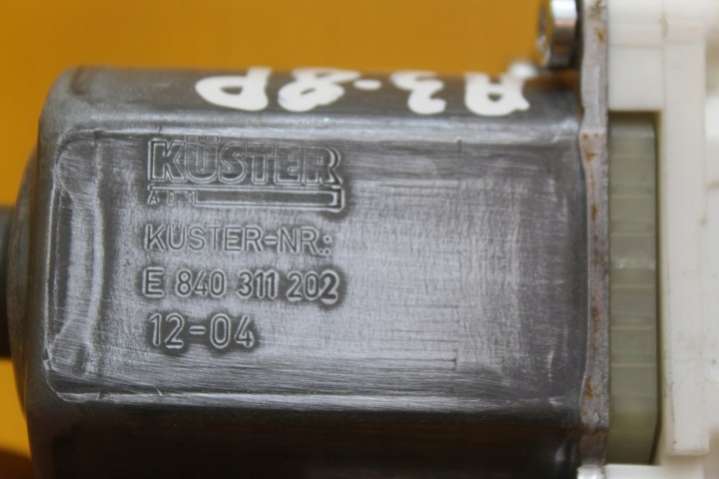 A3-8P
KÜSTER
KÜSTER-NR.:
E 840 311 202
12-04